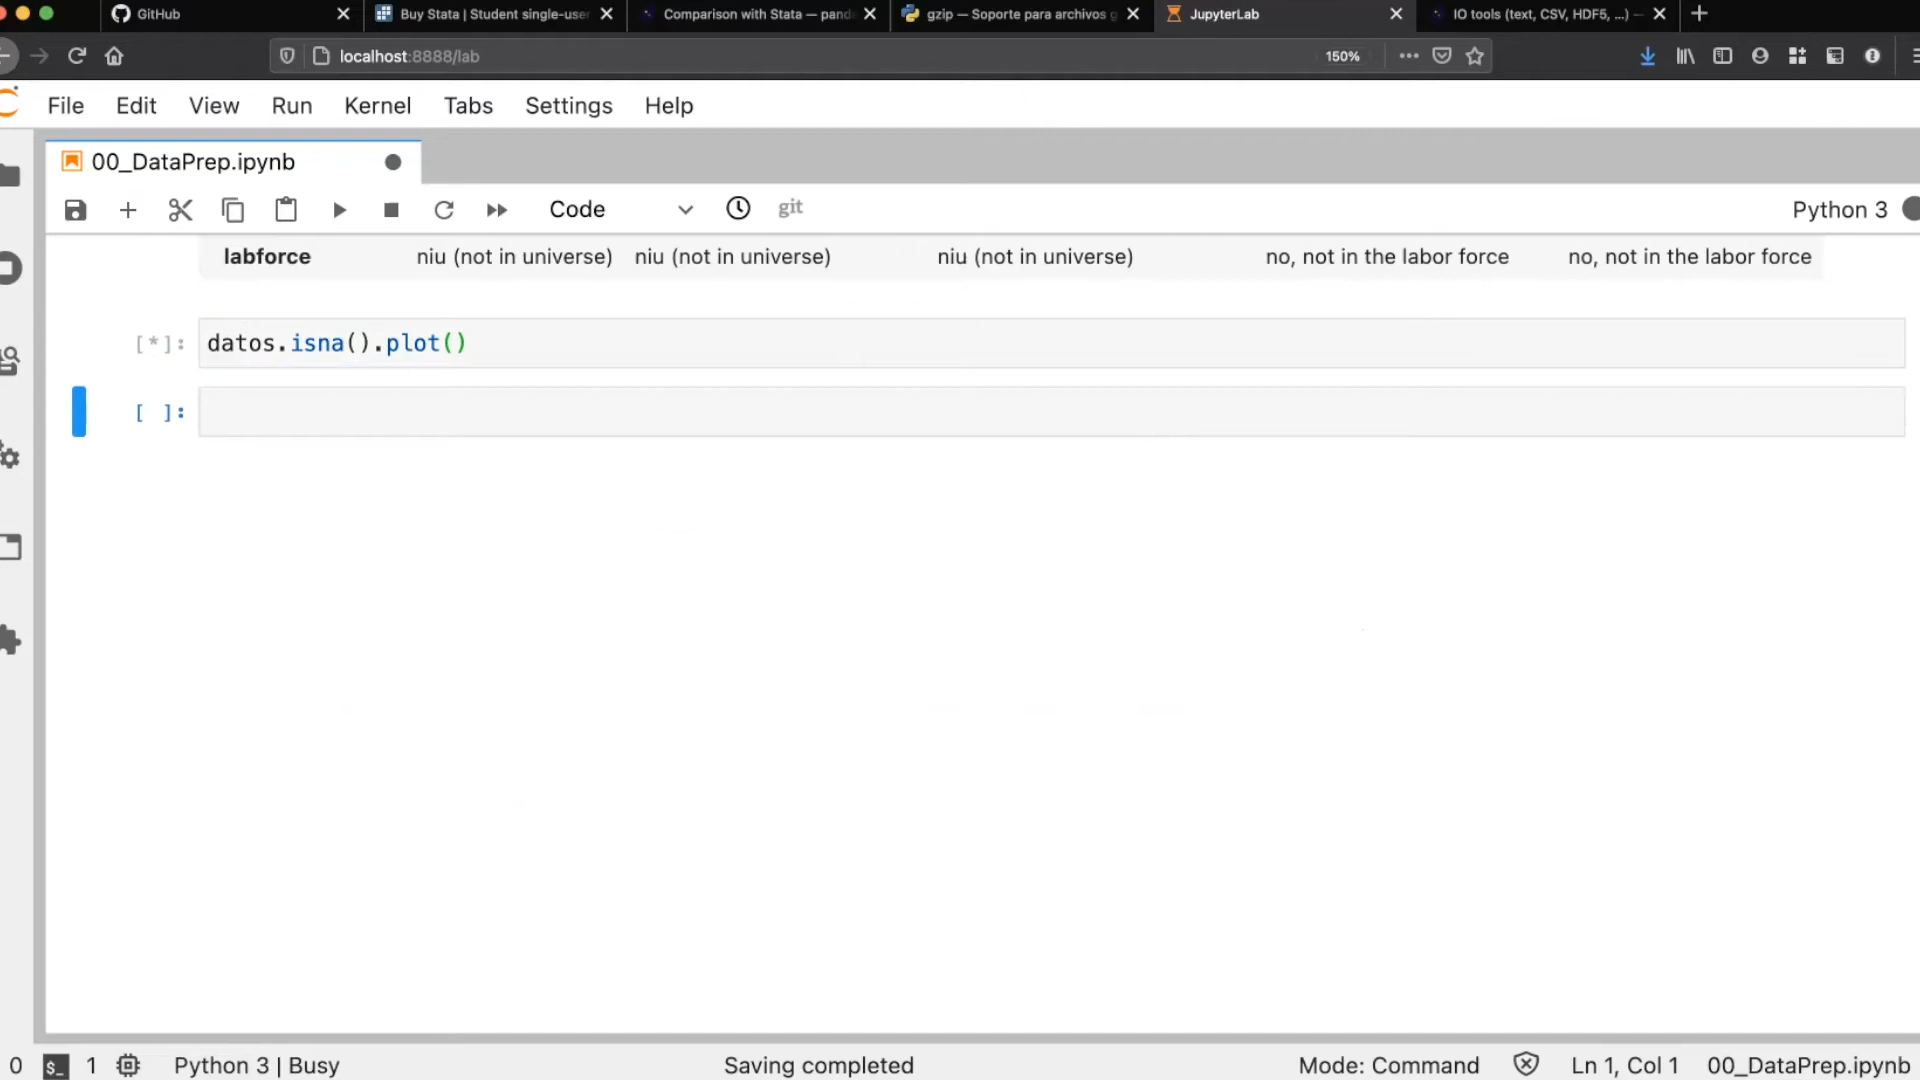 GitHub
Buy Stata | Student single-user
Comparison with Stata — panda
gzip — Soporte para archivos g
JupyterLab
IO tools (text, CSV, HDF5, ...) —
localhost:8888/lab
150%
File Edit View Run Kernel Tabs Settings Help
00_DataPrep.ipynb
Code
git
Python 3
labforce niu (not in universe) niu (not in universe) niu (not in universe) no, not in the labor force no, not in the labor force
[*]: datos.isna().plot()
[ ]:
0 $_ 1 Python 3 | Busy Saving completed Mode: Command Ln 1, Col 1 00_DataPrep.ipynb